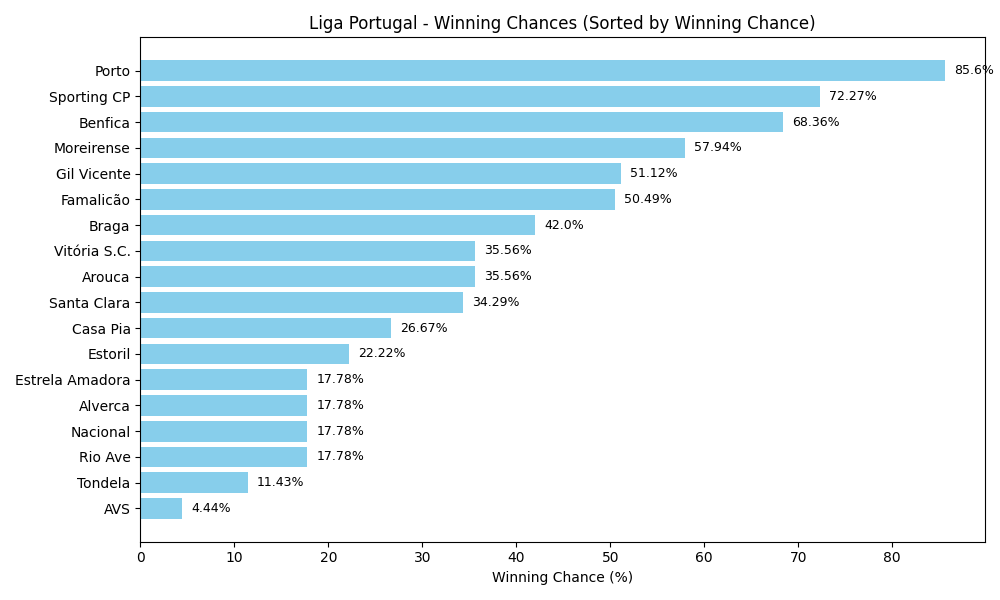 Liga Portugal - Winning Chances (Sorted by Winning Chance)
Porto 85.6%
Sporting CP 72.27%
Benfica 68.36%
Moreirense 57.94%
Gil Vicente 51.12%
Famalicão 50.49%
Braga 42.0%
Vitória S.C. 35.56%
Arouca 35.56%
Santa Clara 34.29%
Casa Pia 26.67%
Estoril 22.22%
Estrela Amadora 17.78%
Alverca 17.78%
Nacional 17.78%
Rio Ave 17.78%
Tondela 11.43%
AVS 4.44%
0 10 20 30 40 50 60 70 80
Winning Chance (%)